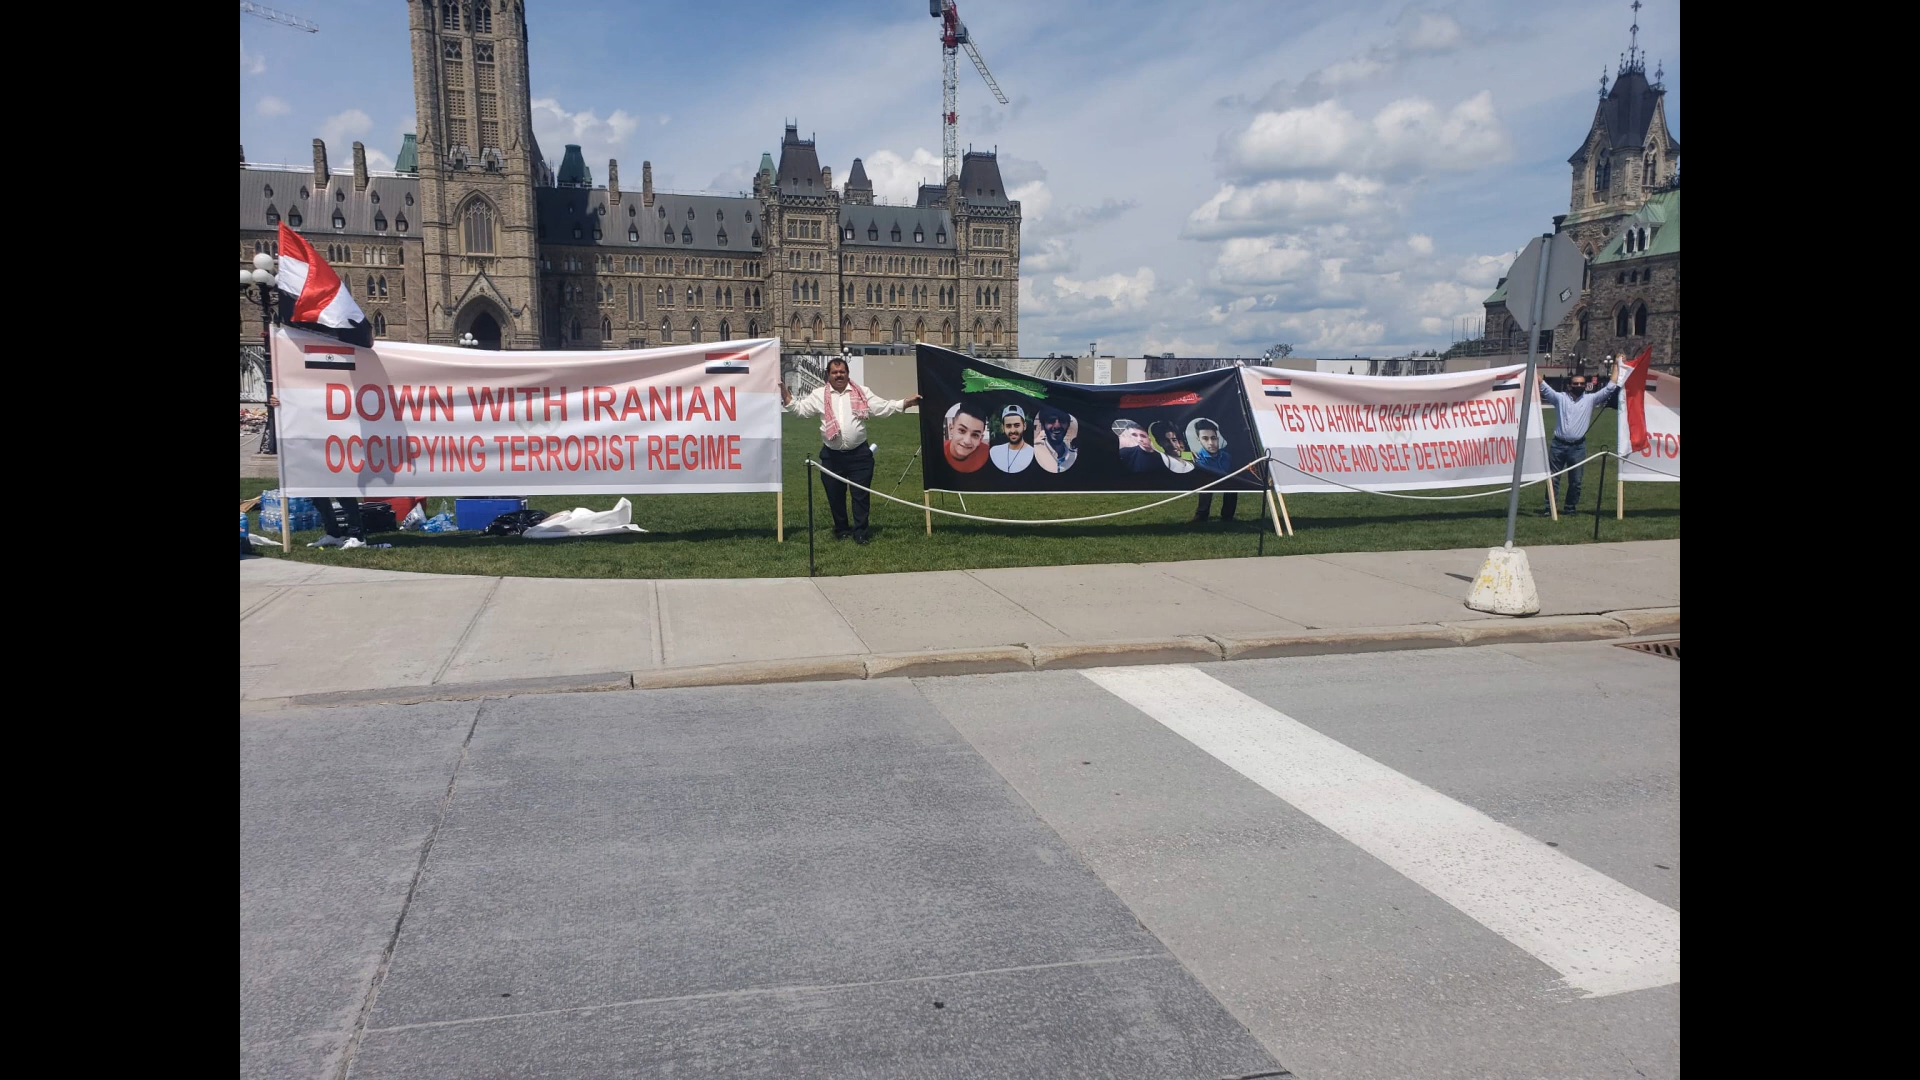 DOWN WITH IRANIAN
OCCUPYING TERRORIST REGIME
YES TO AHWAZI RIGHT FOR FREEDOM,
JUSTICE AND SELF DETERMINATION
STO